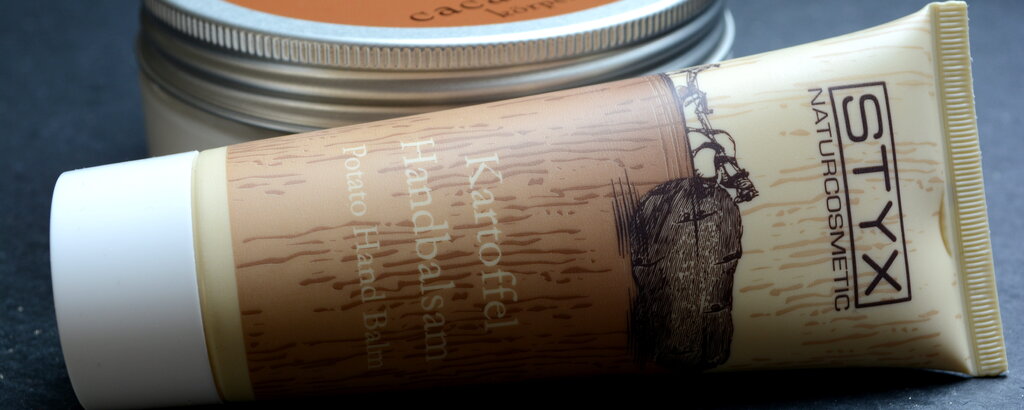 STYX
NATURCOSMETIC
Kartoffel
Handbalsam
Potato Hand Balm